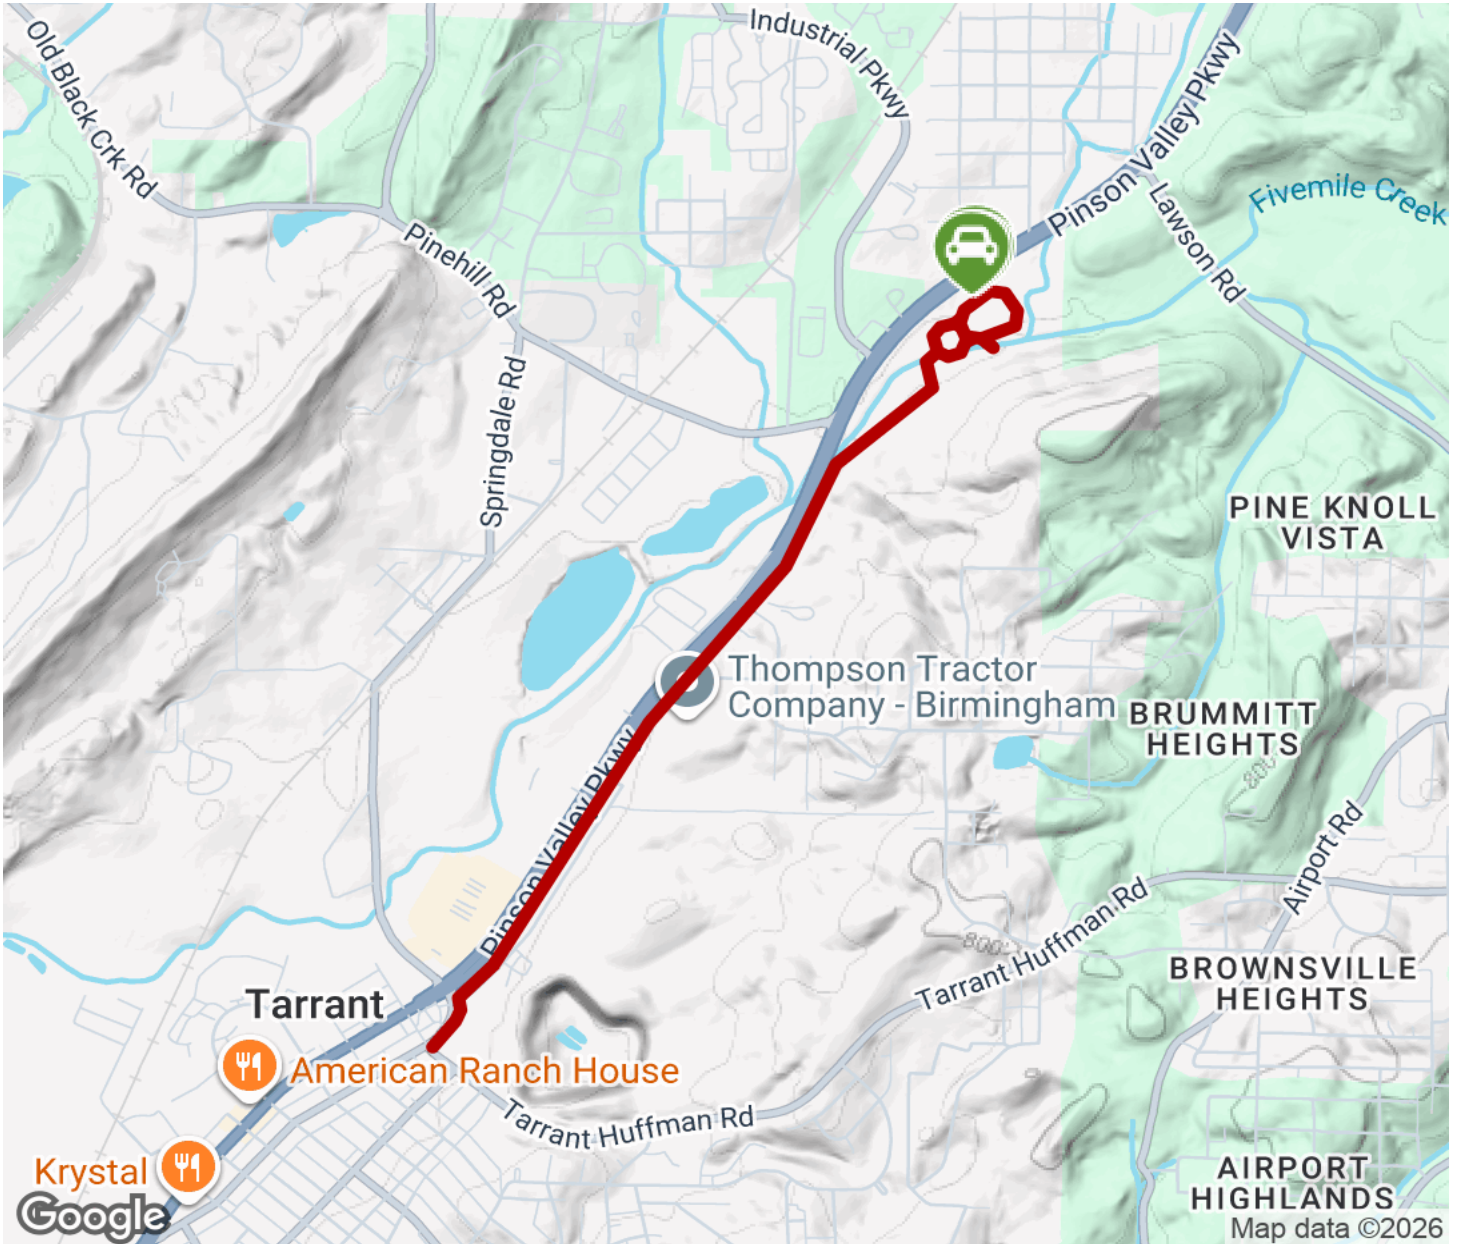 Industrial Pkwy
Old Black Crk Rd
Pinson Valley Pkwy
Fivemile Creek
Lawson Rd
Pinehill Rd
Springdale Rd
PINE KNOLL
VISTA
Thompson Tractor
Company - Birmingham
BRUMMITT
HEIGHTS
800
Pinson Valley Pkwy
Airport Rd
Tarrant Huffman Rd
800
BROWNSVILLE
HEIGHTS
Tarrant
American Ranch House
Tarrant Huffman Rd
Krystal
AIRPORT
HIGHLANDS
Google
Map data ©2026